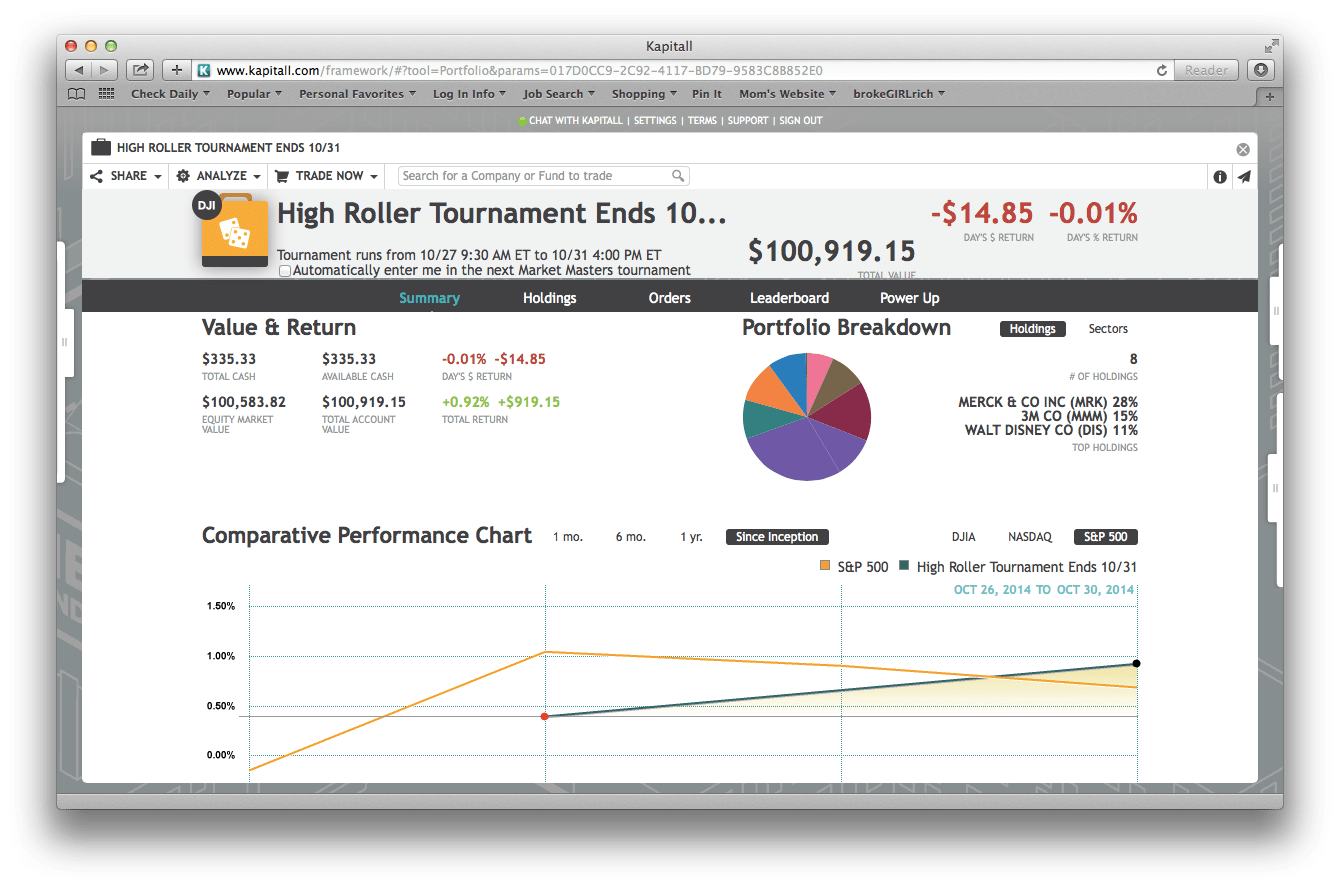 Kapitall
www.kapitall.com/framework/#?tool=Portfolio&params=017D0CC9-2C92-4117-BD79-9583C8B852E0
Reader
Check Daily Popular Personal Favorites Log In Info Job Search Shopping Pin It Mom's Website brokeGIRLrich
CHAT WITH KAPITALL | SETTINGS | TERMS | SUPPORT | SIGN OUT
HIGH ROLLER TOURNAMENT ENDS 10/31
SHARE ANALYZE TRADE NOW Search for a Company or Fund to trade
DJI
High Roller Tournament Ends 10...
-$14.85 -0.01%
DAY'S $ RETURN DAY'S % RETURN
$100,919.15
TOTAL VALUE
Tournament runs from 10/27 9:30 AM ET to 10/31 4:00 PM ET
Automatically enter me in the next Market Masters tournament
Summary Holdings Orders Leaderboard Power Up
Value & Return
$335.33 $335.33 -0.01% -$14.85
TOTAL CASH AVAILABLE CASH DAY'S $ RETURN
$100,583.82 $100,919.15 +0.92% +$919.15
EQUITY MARKET TOTAL ACCOUNT TOTAL RETURN
VALUE VALUE
Portfolio Breakdown Holdings Sectors
8
# OF HOLDINGS
MERCK & CO INC (MRK) 28%
3M CO (MMM) 15%
WALT DISNEY CO (DIS) 11%
TOP HOLDINGS
Comparative Performance Chart 1 mo. 6 mo. 1 yr. Since Inception DJIA NASDAQ S&P 500
S&P 500 High Roller Tournament Ends 10/31
OCT 26, 2014 TO OCT 30, 2014
1.50%
1.00%
0.50%
0.00%